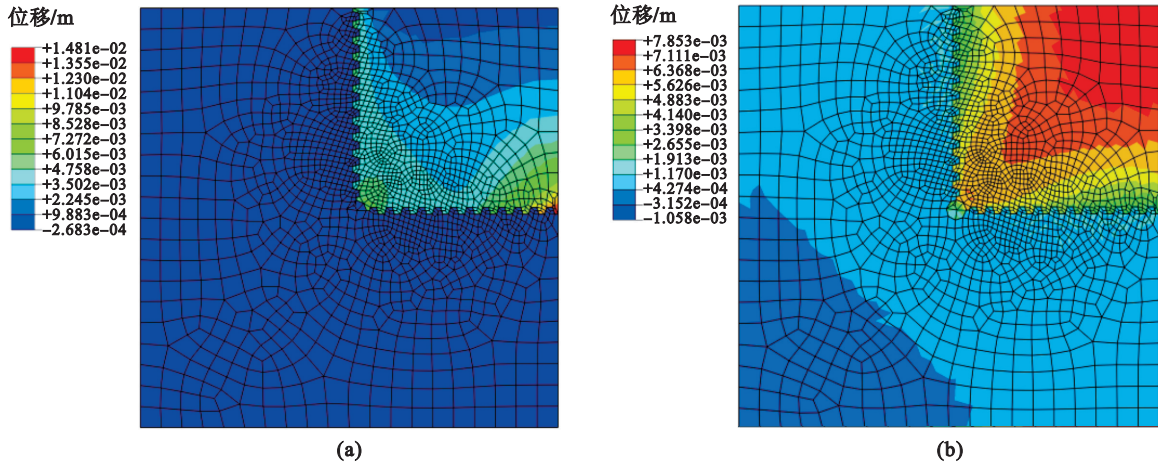 位移/m
+1.481e-02
+1.355e-02
+1.230e-02
+1.104e-02
+9.785e-03
+8.528e-03
+7.272e-03
+6.015e-03
+4.758e-03
+3.502e-03
+2.245e-03
+9.883e-04
-2.683e-04
(a)
位移/m
+7.853e-03
+7.111e-03
+6.368e-03
+5.626e-03
+4.883e-03
+4.140e-03
+3.398e-03
+2.655e-03
+1.913e-03
+1.170e-03
+4.274e-04
-3.152e-04
-1.058e-03
(b)